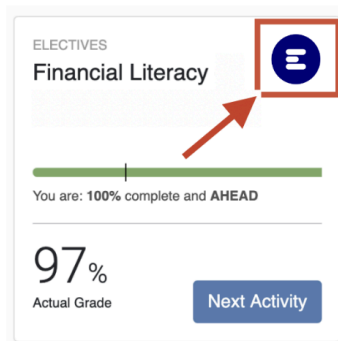 ELECTIVES
Financial Literacy
You are: 100% complete and AHEAD
97%
Actual Grade
Next Activity